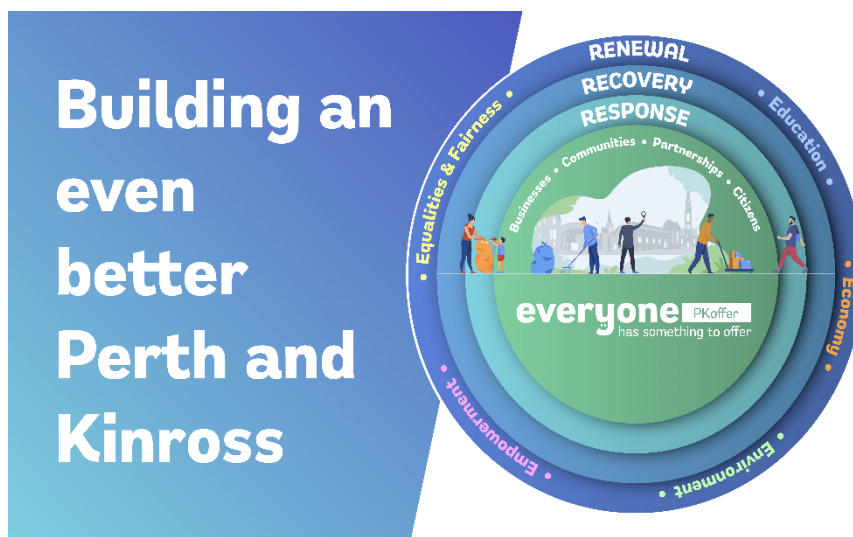 Building an
even
better
Perth and
Kinross
RENEWAL
RECOVERY
RESPONSE
Businesses • Communities • Partnerships • Citizens
• Equalities & Fairness •
• Education •
• Economy •
• Environment •
• Empowerment •
everyone PKoffer
has something to offer